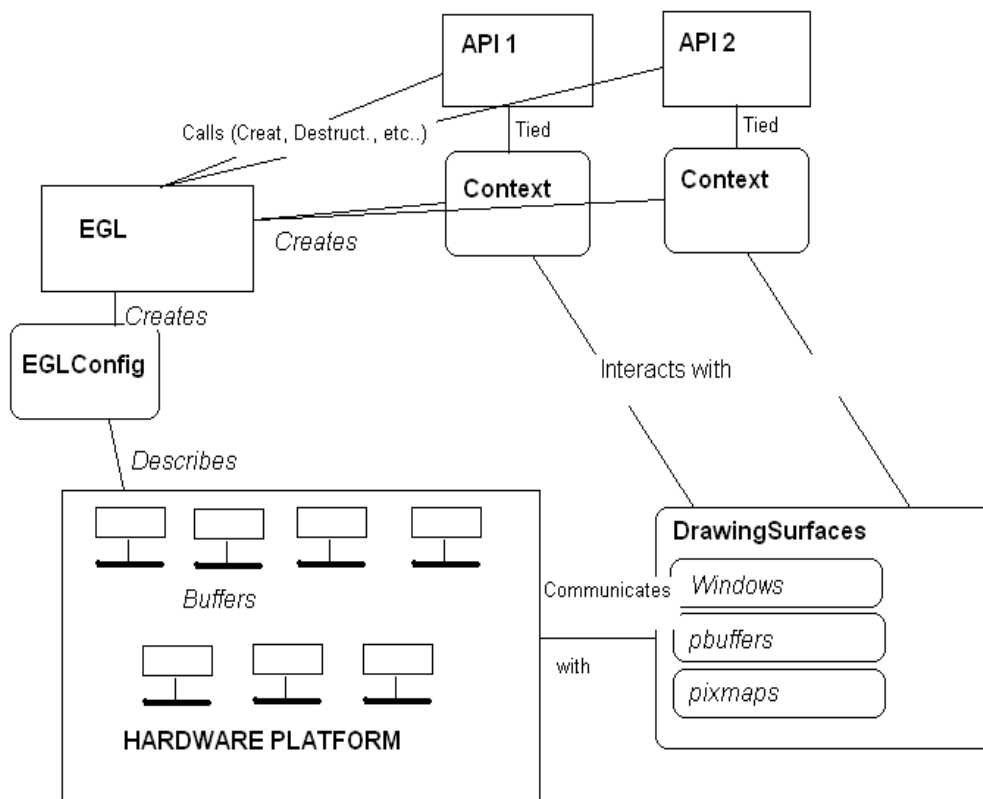 API 1
API 2
Calls (Creat, Destruct., etc..)
Tied
Tied
Context
Context
EGL
Creates
Creates
EGLConfig
Interacts with
Describes
DrawingSurfaces
Windows
Communicates
Buffers
pbuffers
with
pixmaps
HARDWARE PLATFORM